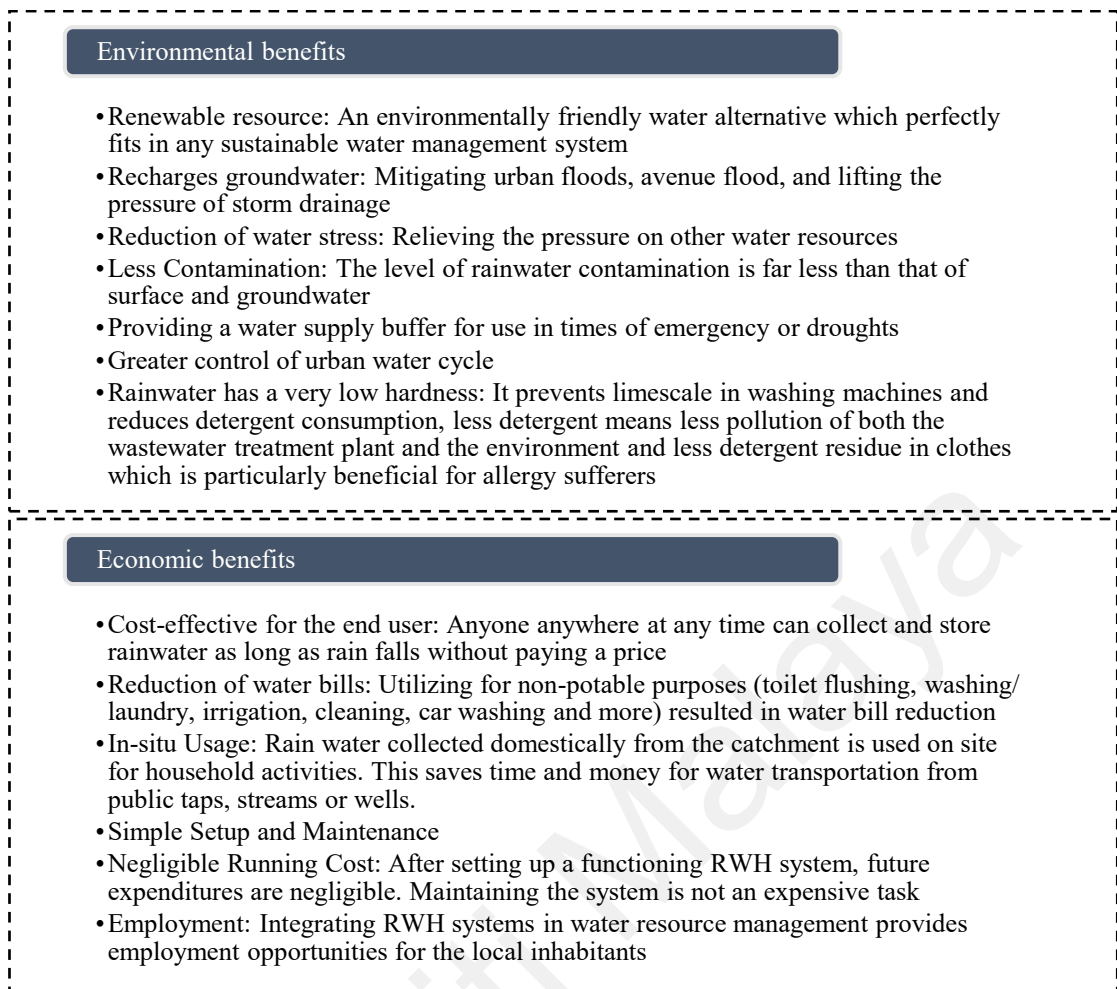 Environmental benefits
•Renewable resource: An environmentally friendly water alternative which perfectly
fits in any sustainable water management system
•Recharges groundwater: Mitigating urban floods, avenue flood, and lifting the
pressure of storm drainage
•Reduction of water stress: Relieving the pressure on other water resources
•Less Contamination: The level of rainwater contamination is far less than that of
surface and groundwater
•Providing a water supply buffer for use in times of emergency or droughts
•Greater control of urban water cycle
•Rainwater has a very low hardness: It prevents limescale in washing machines and
reduces detergent consumption, less detergent means less pollution of both the
wastewater treatment plant and the environment and less detergent residue in clothes
which is particularly beneficial for allergy sufferers
Economic benefits
•Cost-effective for the end user: Anyone anywhere at any time can collect and store
rainwater as long as rain falls without paying a price
•Reduction of water bills: Utilizing for non-potable purposes (toilet flushing, washing/
laundry, irrigation, cleaning, car washing and more) resulted in water bill reduction
•In-situ Usage: Rain water collected domestically from the catchment is used on site
for household activities. This saves time and money for water transportation from
public taps, streams or wells.
•Simple Setup and Maintenance
•Negligible Running Cost: After setting up a functioning RWH system, future
expenditures are negligible. Maintaining the system is not an expensive task
•Employment: Integrating RWH systems in water resource management provides
employment opportunities for the local inhabitants
Malaya